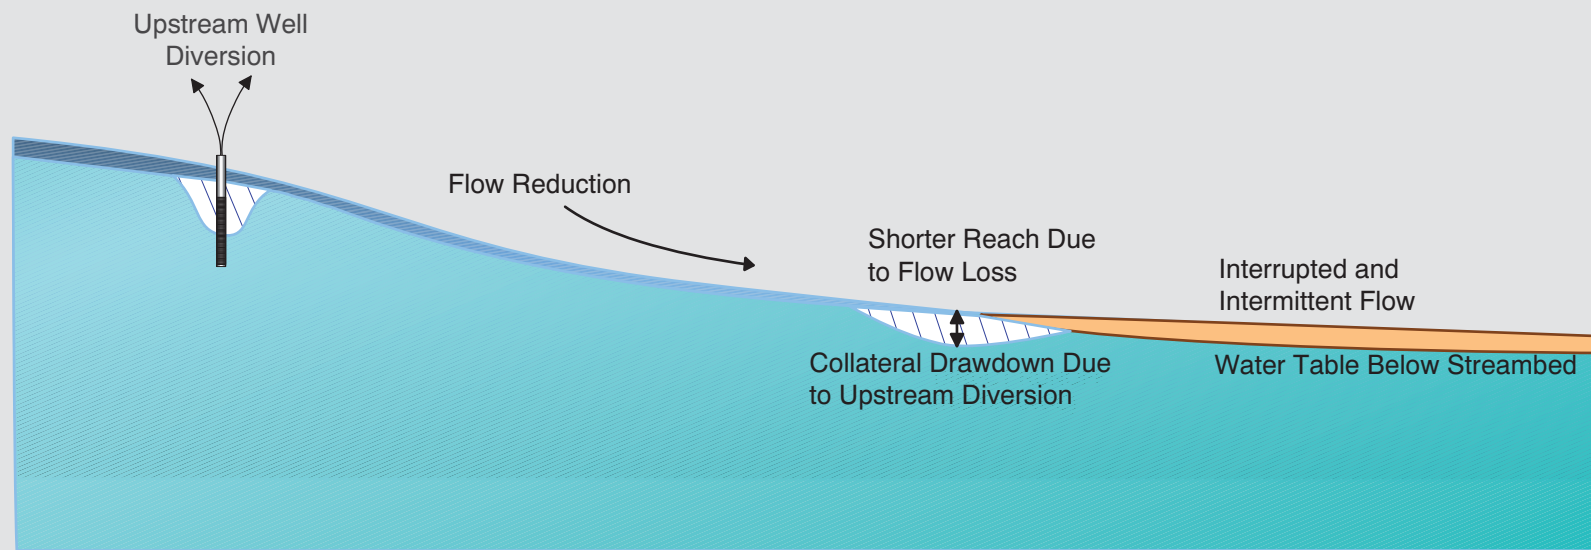 Upstream Well
Diversion
Flow Reduction
Shorter Reach Due
to Flow Loss
Interrupted and
Intermittent Flow
Collateral Drawdown Due
to Upstream Diversion
Water Table Below Streambed